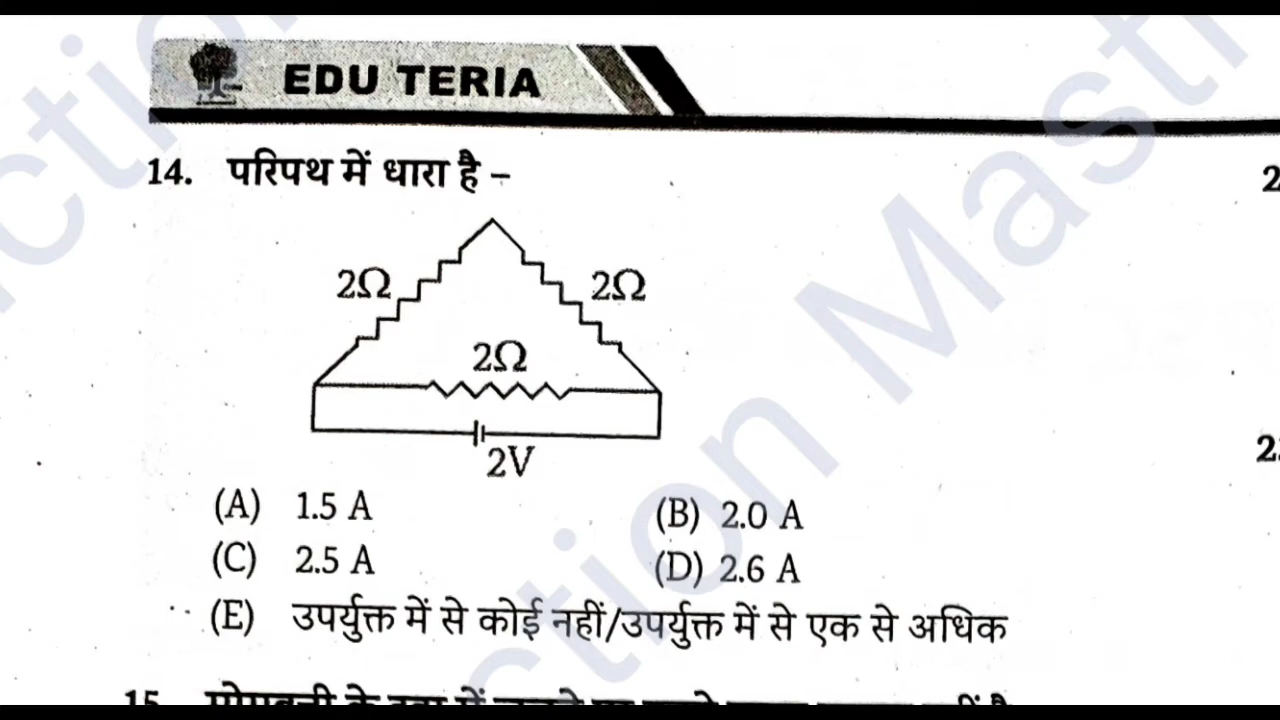 EDU TERIA
14. परिपथ में धारा है –
2Ω 2Ω
2Ω
2V
(A) 1.5 A (B) 2.0 A
(C) 2.5 A (D) 2.6 A
(E) उपर्युक्त में से कोई नहीं/उपर्युक्त में से एक से अधिक
15.